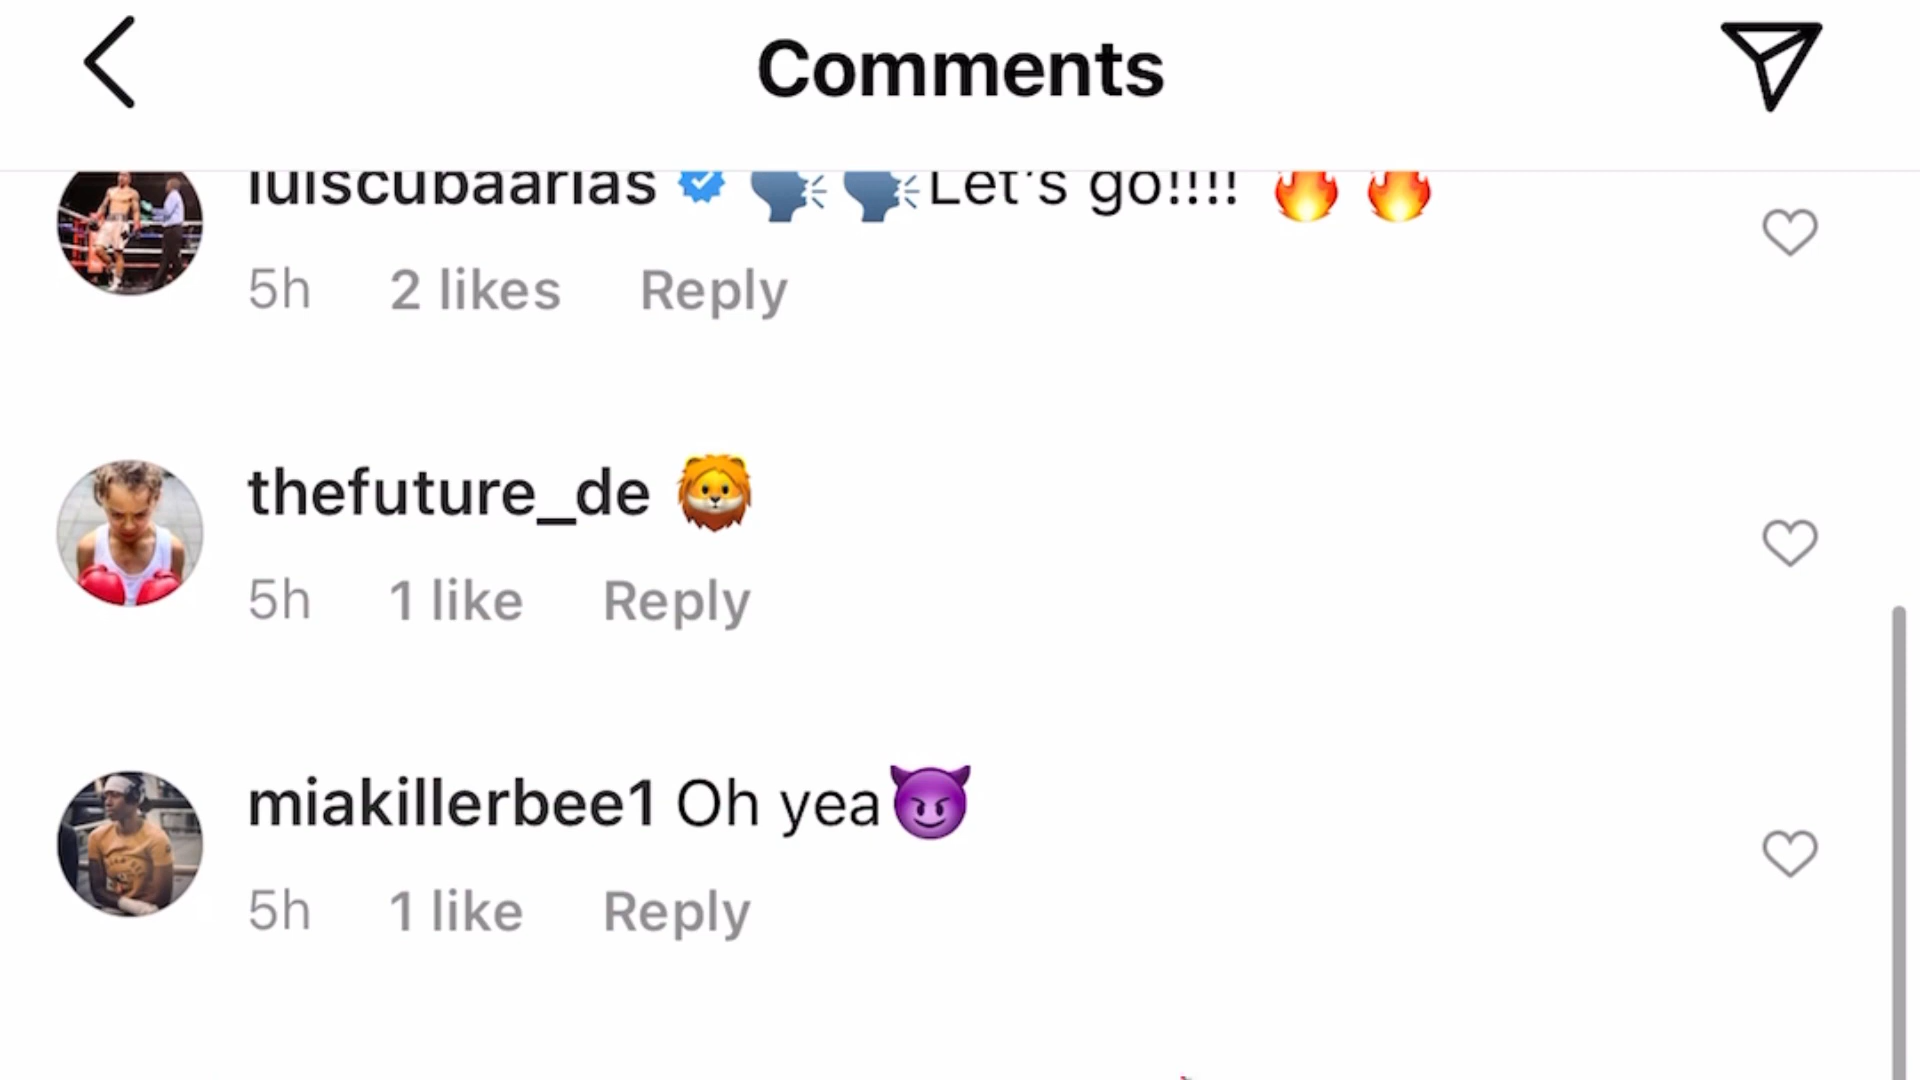 Comments
luiscubaarias 🗣️🗣️Let's go!!!! 🔥 🔥
5h 2 likes Reply
thefuture_de 🦁
5h 1 like Reply
miakillerbee1 Oh yea😈
5h 1 like Reply